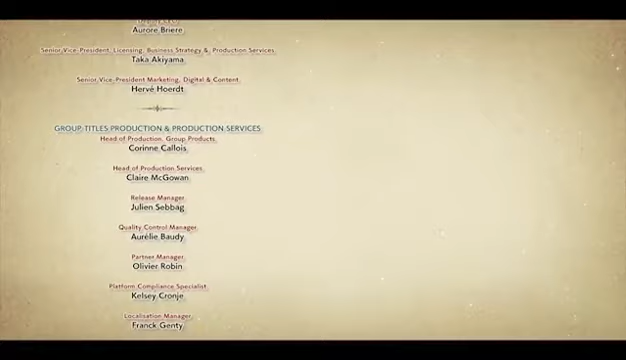 Deputy CFO
Aurore Briere
Senior Vice-President, Licensing, Business Strategy & Production Services
Taka Akiyama
Senior Vice-President Marketing, Digital & Content
Hervé Hoerdt
GROUP TITLES PRODUCTION & PRODUCTION SERVICES
Head of Production, Group Products
Corinne Callois
Head of Production Services
Claire McGowan
Release Manager
Julien Sebbag
Quality Control Manager
Aurélie Baudy
Partner Manager
Olivier Robin
Platform Compliance Specialist
Kelsey Cronje
Localisation Manager
Franck Genty